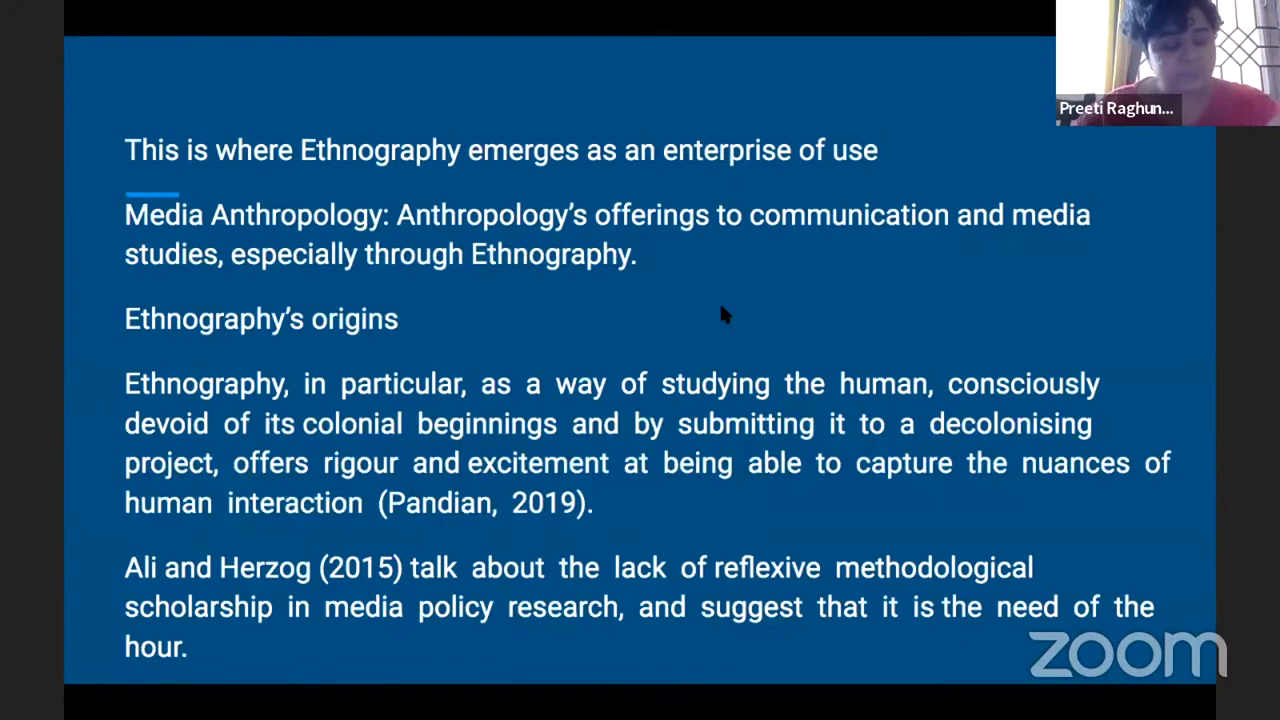 Preeti Raghun...
This is where Ethnography emerges as an enterprise of use
Media Anthropology: Anthropology's offerings to communication and media
studies, especially through Ethnography.
Ethnography's origins
Ethnography, in particular, as a way of studying the human, consciously
devoid of its colonial beginnings and by submitting it to a decolonising
project, offers rigour and excitement at being able to capture the nuances of
human interaction (Pandian, 2019).
Ali and Herzog (2015) talk about the lack of reflexive methodological
scholarship in media policy research, and suggest that it is the need of the
hour.
zoom